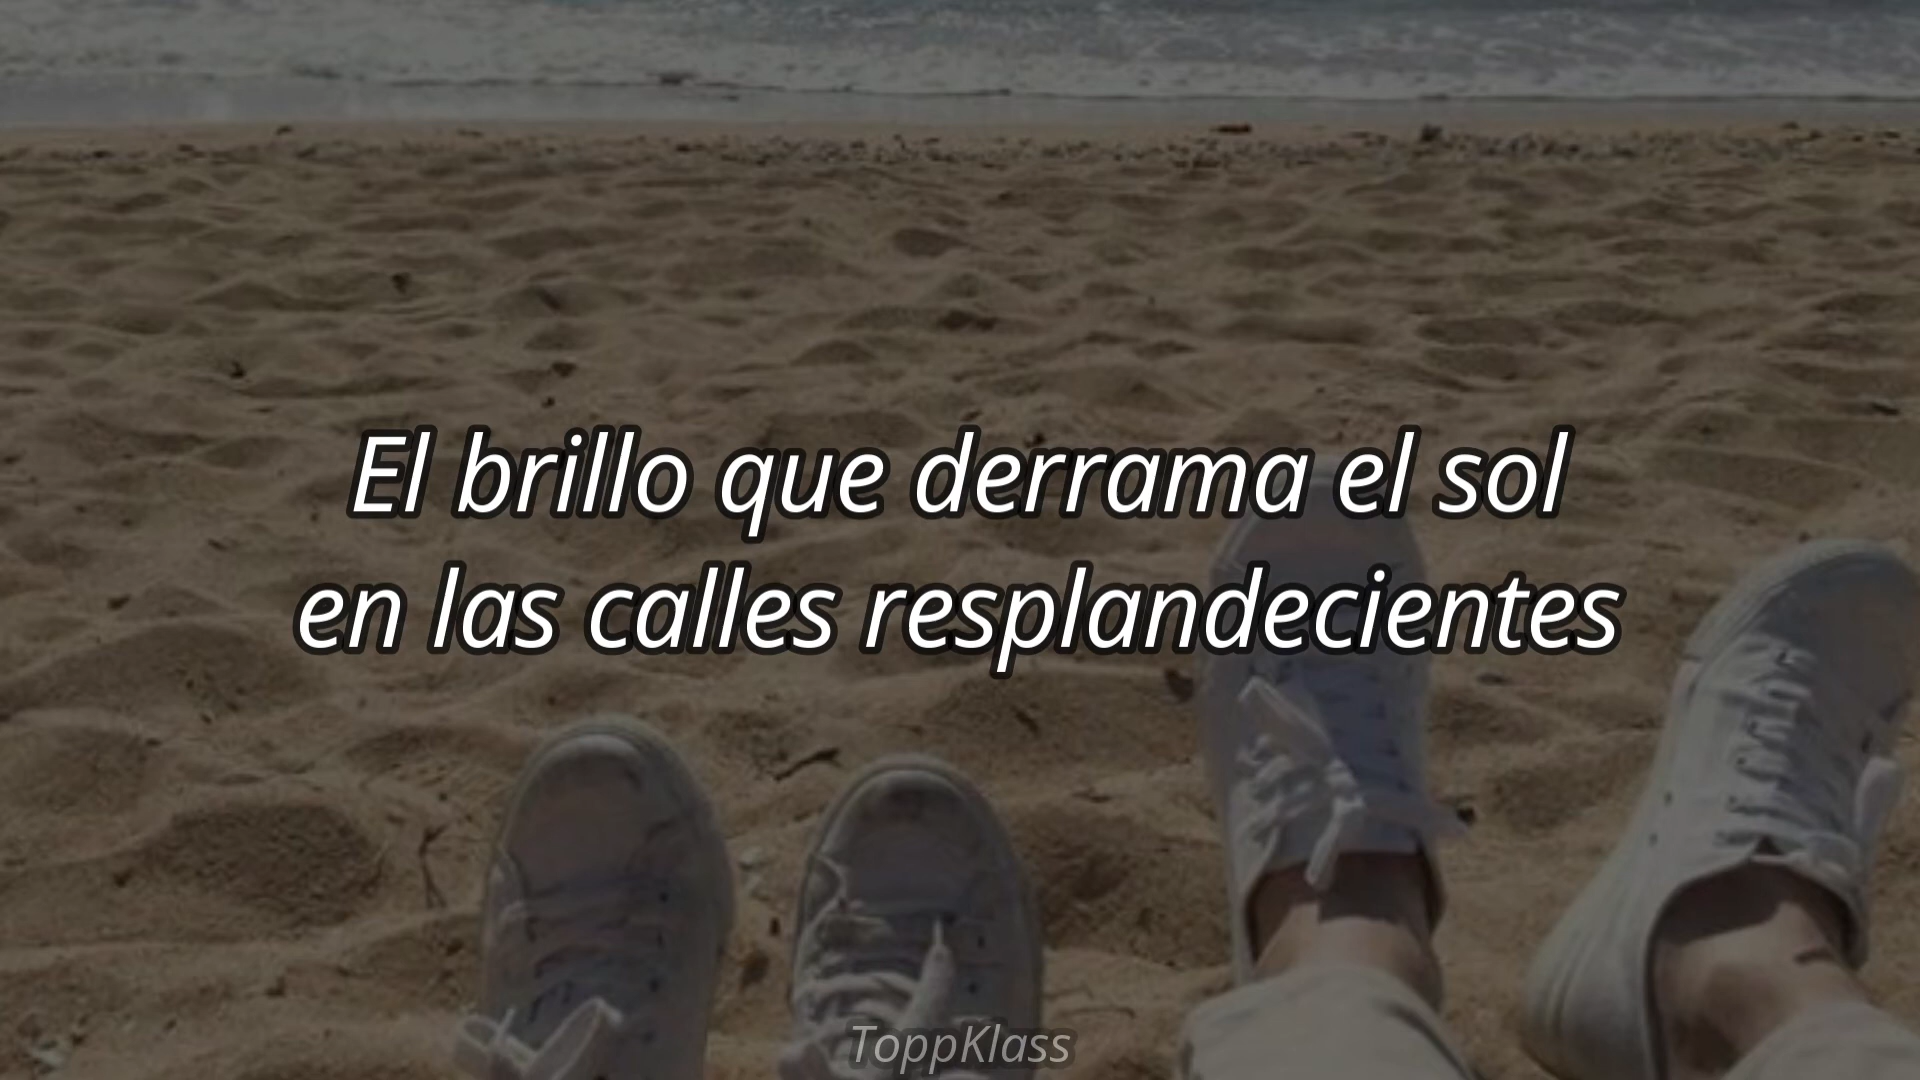 El brillo que derrama el sol
en las calles resplandecientes
ToppKlass